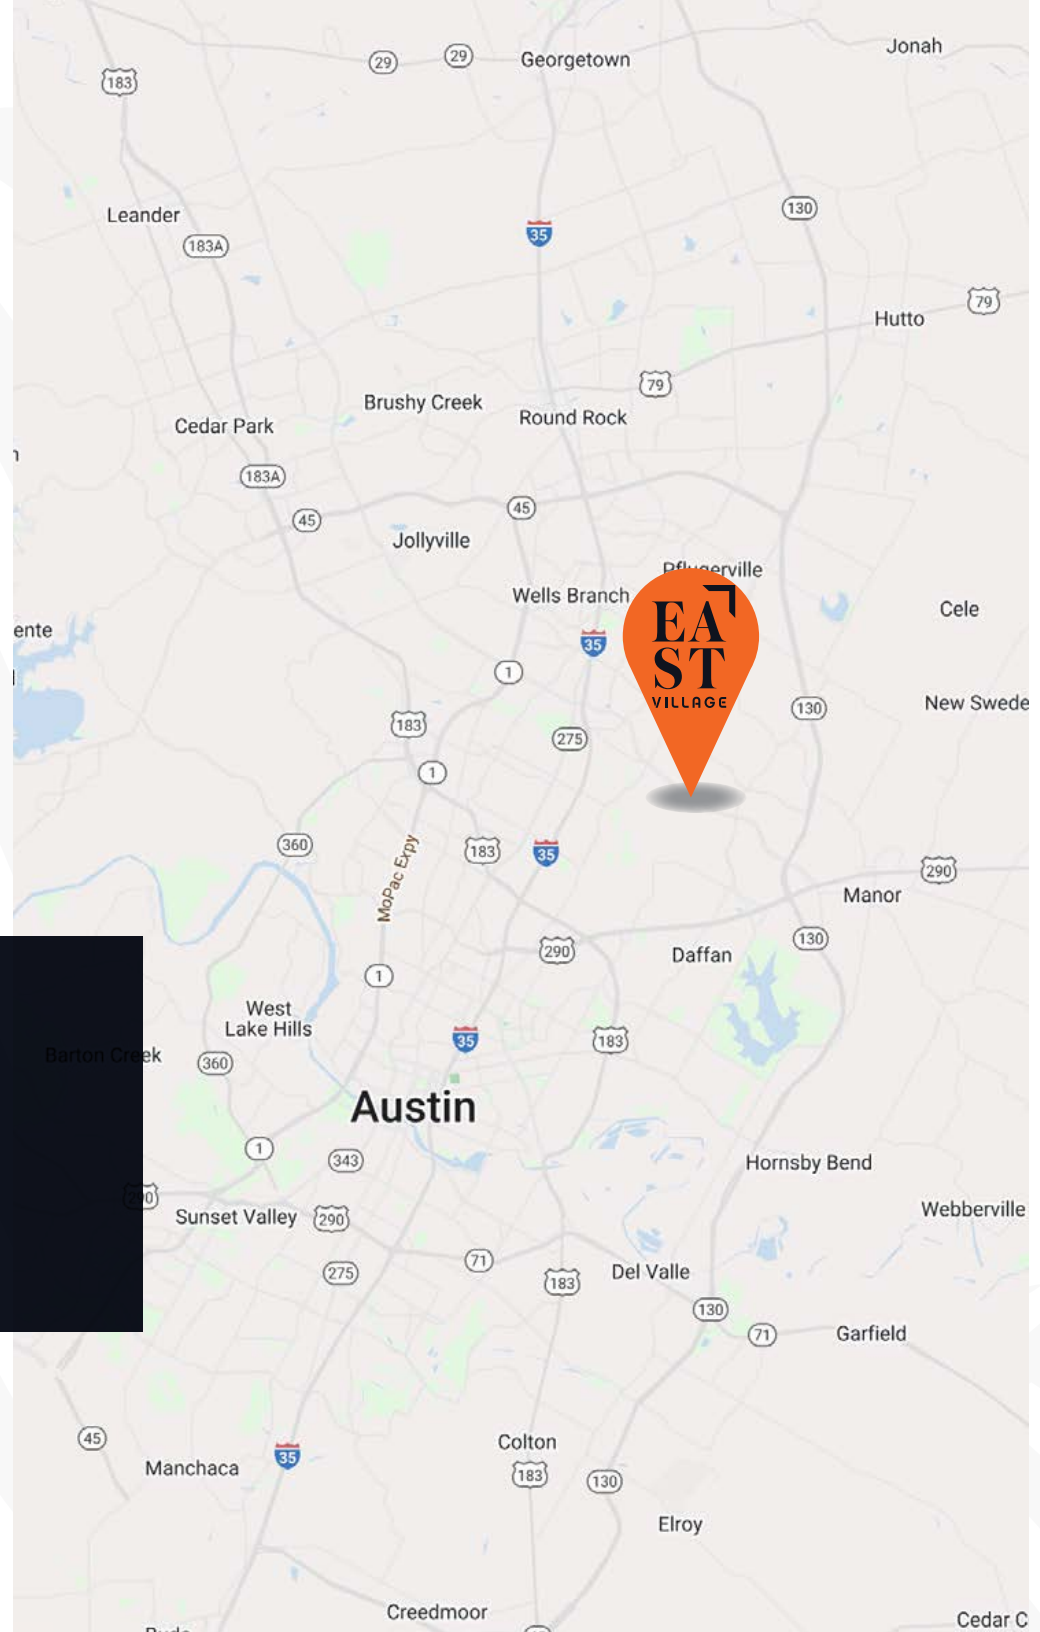 Georgetown
Jonah
29
29
183
Leander
183A
130
35
79
Hutto
79
Brushy Creek
Round Rock
Cedar Park
183A
45
45
Jollyville
Pflugerville
Wells Branch
Cele
ente
35
EA
ST
VILLAGE
1
New Swede
130
183
275
1
360
183
35
MoPac Expy
290
Manor
130
290
Daffan
1
West
Lake Hills
35
183
Barton Creek
360
Austin
1
343
Hornsby Bend
290
Sunset Valley
290
Webberville
71
275
183
Del Valle
130
71
Garfield
45
Colton
35
Manchaca
183
130
Elroy
Creedmoor
Cedar C